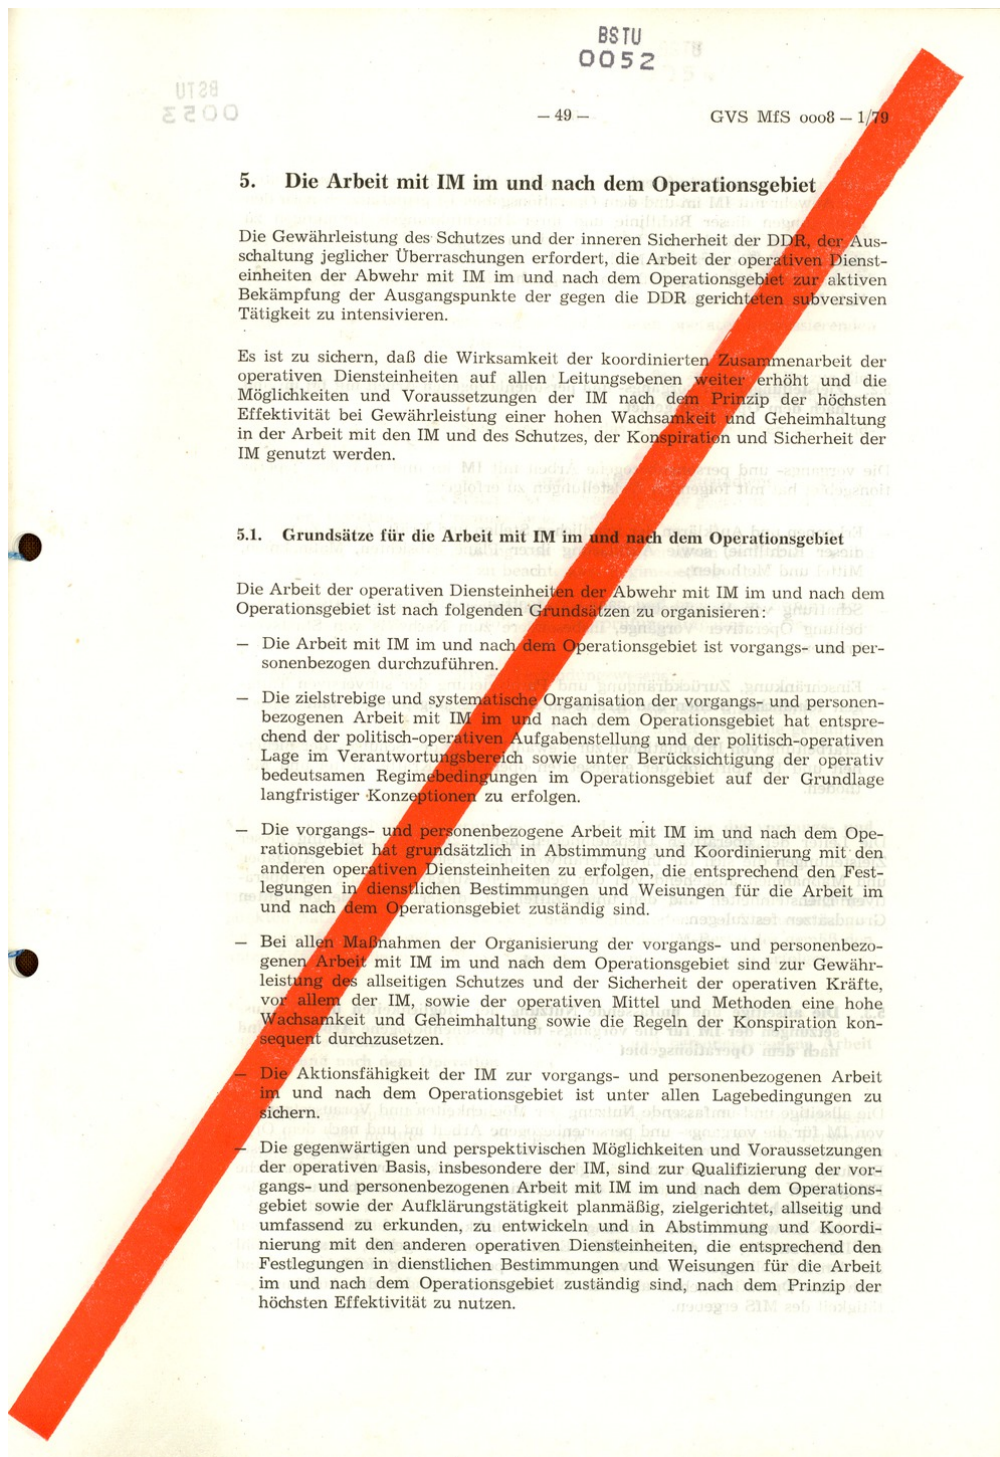 BSTU
0052
BSTU
0053
— 49 —
GVS MfS ooo8 — 1/79
5. Die Arbeit mit IM im und nach dem Operationsgebiet
Die Gewährleistung des Schutzes und der inneren Sicherheit der DDR, der Aus-
schaltung jeglicher Überraschungen erfordert, die Arbeit der operativen Dienst-
einheiten der Abwehr mit IM im und nach dem Operationsgebiet zur aktiven
Bekämpfung der Ausgangspunkte der gegen die DDR gerichteten subversiven
Tätigkeit zu intensivieren.
Es ist zu sichern, daß die Wirksamkeit der koordinierten Zusammenarbeit der
operativen Diensteinheiten auf allen Leitungsebenen weiter erhöht und die
Möglichkeiten und Voraussetzungen der IM nach dem Prinzip der höchsten
Effektivität bei Gewährleistung einer hohen Wachsamkeit und Geheimhaltung
in der Arbeit mit den IM und des Schutzes, der Konspiration und Sicherheit der
IM genutzt werden.
5.1. Grundsätze für die Arbeit mit IM im und nach dem Operationsgebiet
Die Arbeit der operativen Diensteinheiten der Abwehr mit IM im und nach dem
Operationsgebiet ist nach folgenden Grundsätzen zu organisieren:
— Die Arbeit mit IM im und nach dem Operationsgebiet ist vorgangs- und per-
sonenbezogen durchzuführen.
— Die zielstrebige und systematische Organisation der vorgangs- und personen-
bezogenen Arbeit mit IM im und nach dem Operationsgebiet hat entspre-
chend der politisch-operativen Aufgabenstellung und der politisch-operativen
Lage im Verantwortungsbereich sowie unter Berücksichtigung der operativ
bedeutsamen Regimebedingungen im Operationsgebiet auf der Grundlage
langfristiger Konzeptionen zu erfolgen.
— Die vorgangs- und personenbezogene Arbeit mit IM im und nach dem Ope-
rationsgebiet hat grundsätzlich in Abstimmung und Koordinierung mit den
anderen operativen Diensteinheiten zu erfolgen, die entsprechend den Fest-
legungen in dienstlichen Bestimmungen und Weisungen für die Arbeit im
und nach dem Operationsgebiet zuständig sind.
— Bei allen Maßnahmen der Organisierung der vorgangs- und personenbezo-
genen Arbeit mit IM im und nach dem Operationsgebiet sind zur Gewähr-
leistung des allseitigen Schutzes und der Sicherheit der operativen Kräfte,
vor allem der IM, sowie der operativen Mittel und Methoden eine hohe
Wachsamkeit und Geheimhaltung sowie die Regeln der Konspiration kon-
sequent durchzusetzen.
— Die Aktionsfähigkeit der IM zur vorgangs- und personenbezogenen Arbeit
im und nach dem Operationsgebiet ist unter allen Lagebedingungen zu
sichern.
— Die gegenwärtigen und perspektivischen Möglichkeiten und Voraussetzungen
der operativen Basis, insbesondere der IM, sind zur Qualifizierung der vor-
gangs- und personenbezogenen Arbeit mit IM im und nach dem Operations-
gebiet sowie der Aufklärungstätigkeit planmäßig, zielgerichtet, allseitig und
umfassend zu erkunden, zu entwickeln und in Abstimmung und Koordi-
nierung mit den anderen operativen Diensteinheiten, die entsprechend den
Festlegungen in dienstlichen Bestimmungen und Weisungen für die Arbeit
im und nach dem Operationsgebiet zuständig sind, nach dem Prinzip der
höchsten Effektivität zu nutzen.